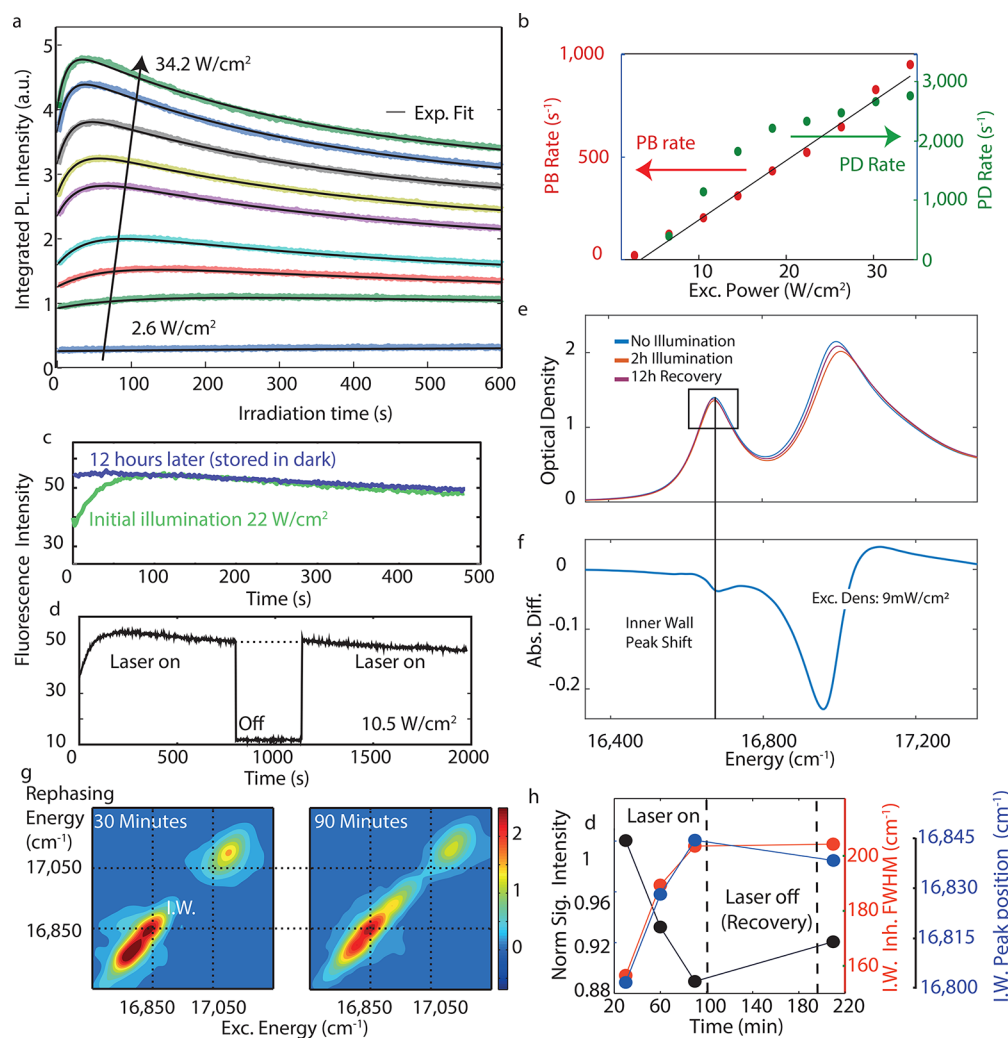 a
5
4
3
2
1
0
Integrated PL Intensity (a.u.)
34.2 W/cm²
Exp. Fit
2.6 W/cm²
0
100
200
300
400
500
600
Irradiation time (s)
b
1,000
500
0
PB Rate (s⁻¹)
PB rate
PD Rate
3,000
2,000
1,000
0
PD Rate (s⁻¹)
10
20
30
Exc. Power (W/cm²)
c
12 hours later (stored in dark)
Initial illumination 22 W/cm²
50
30
0
100
200
300
400
500
Time (s)
Fluorescence Intensity
d
50
30
10
Laser on
Off
Laser on
10.5 W/cm²
0
500
1000
1500
2000
Time (s)
e
No Illumination
2h Illumination
12h Recovery
2
1
0
Optical Density
f
0
-0.1
-0.2
Abs. Diff.
Inner Wall
Peak Shift
Exc. Dens: 9mW/cm²
16,400
16,800
17,200
Energy (cm⁻¹)
g
Rephasing
Energy
(cm⁻¹)
30 Minutes
90 Minutes
17,050
16,850
I.W.
2
1
0
16,850
17,050
16,850
17,050
Exc. Energy (cm⁻¹)
h
d
Laser on
Laser off
(Recovery)
1
0.96
0.92
0.88
Norm Sig. Intensity
200
180
160
I.W. Inh. FWHM (cm⁻¹)
16,845
16,830
16,815
16,800
I.W. Peakposition (cm⁻¹)
20
60
100
140
180
220
Time (min)